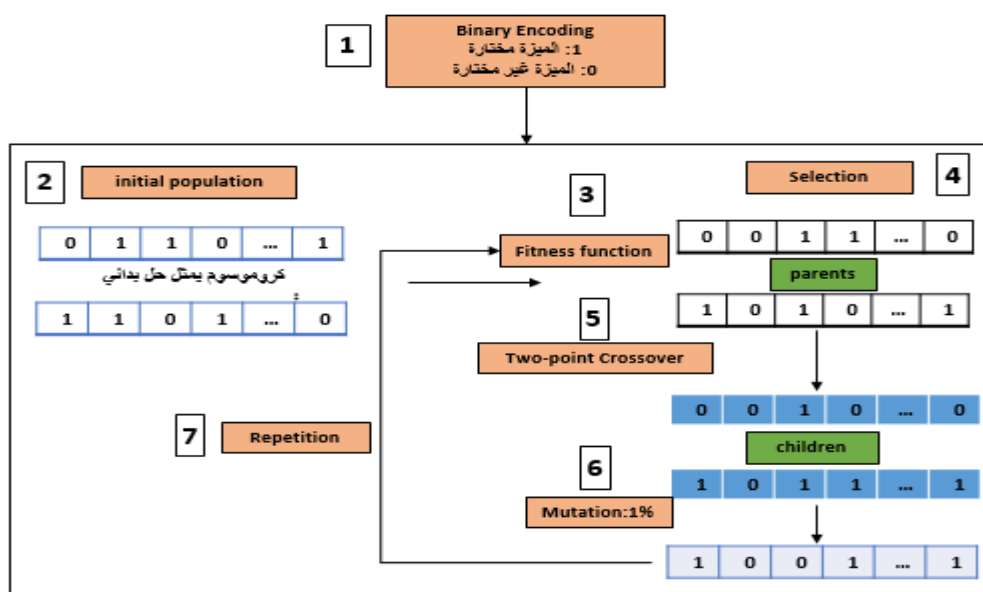 1
Binary Encoding
1: الميزة مختارة
0: الميزة غير مختارة
2
initial population
0 1 1 0 ... 1
كروموسوم يمثل حل بدائي
:
1 1 0 1 ... 0
3
Fitness function
4
Selection
0 0 1 1 ... 0
parents
1 0 1 0 ... 1
5
Two-point Crossover
0 0 1 0 ... 0
children
1 0 1 1 ... 1
6
Mutation:1%
1 0 0 1 ... 1
7
Repetition